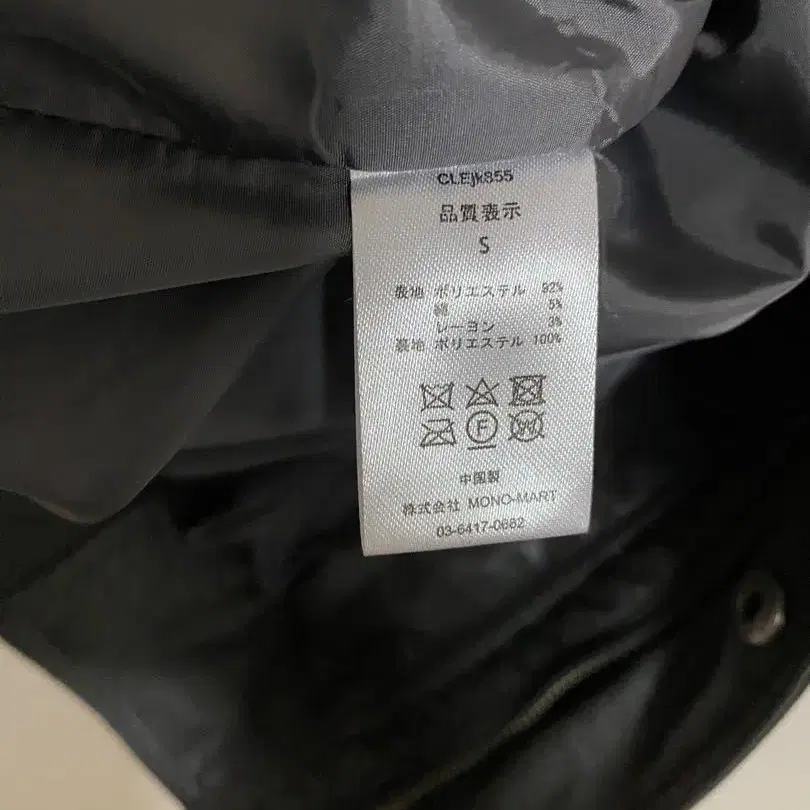 CLEjk855
品質表示
S
表地 ポリエステル 92%
綿 5%
レーヨン 3%
裏地 ポリエステル 100%
F
W
中国製
株式会社 MONO-MART
03-6417-0662